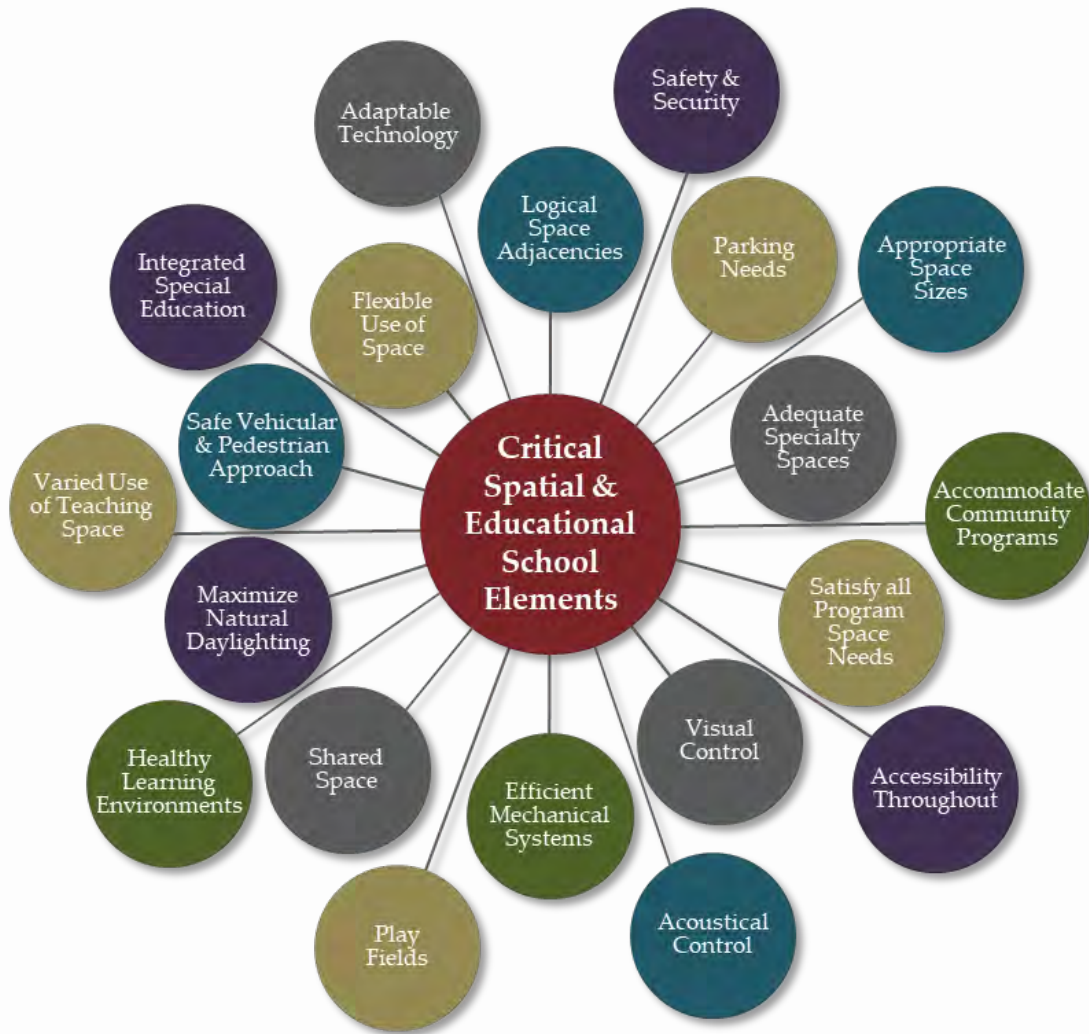 Safety &
Security
Adaptable
Technology
Logical
Space
Adjacencies
Parking
Needs
Appropriate
Space
Sizes
Integrated
Special
Education
Flexible
Use of
Space
Adequate
Specialty
Spaces
Safe Vehicular
& Pedestrian
Approach
Critical
Spatial &
Educational
School
Elements
Varied Use
of Teaching
Space
Accommodate
Community
Programs
Maximize
Natural
Daylighting
Satisfy all
Program
Space
Needs
Healthy
Learning
Environments
Shared
Space
Efficient
Mechanical
Systems
Visual
Control
Accessibility
Throughout
Play
Fields
Acoustical
Control